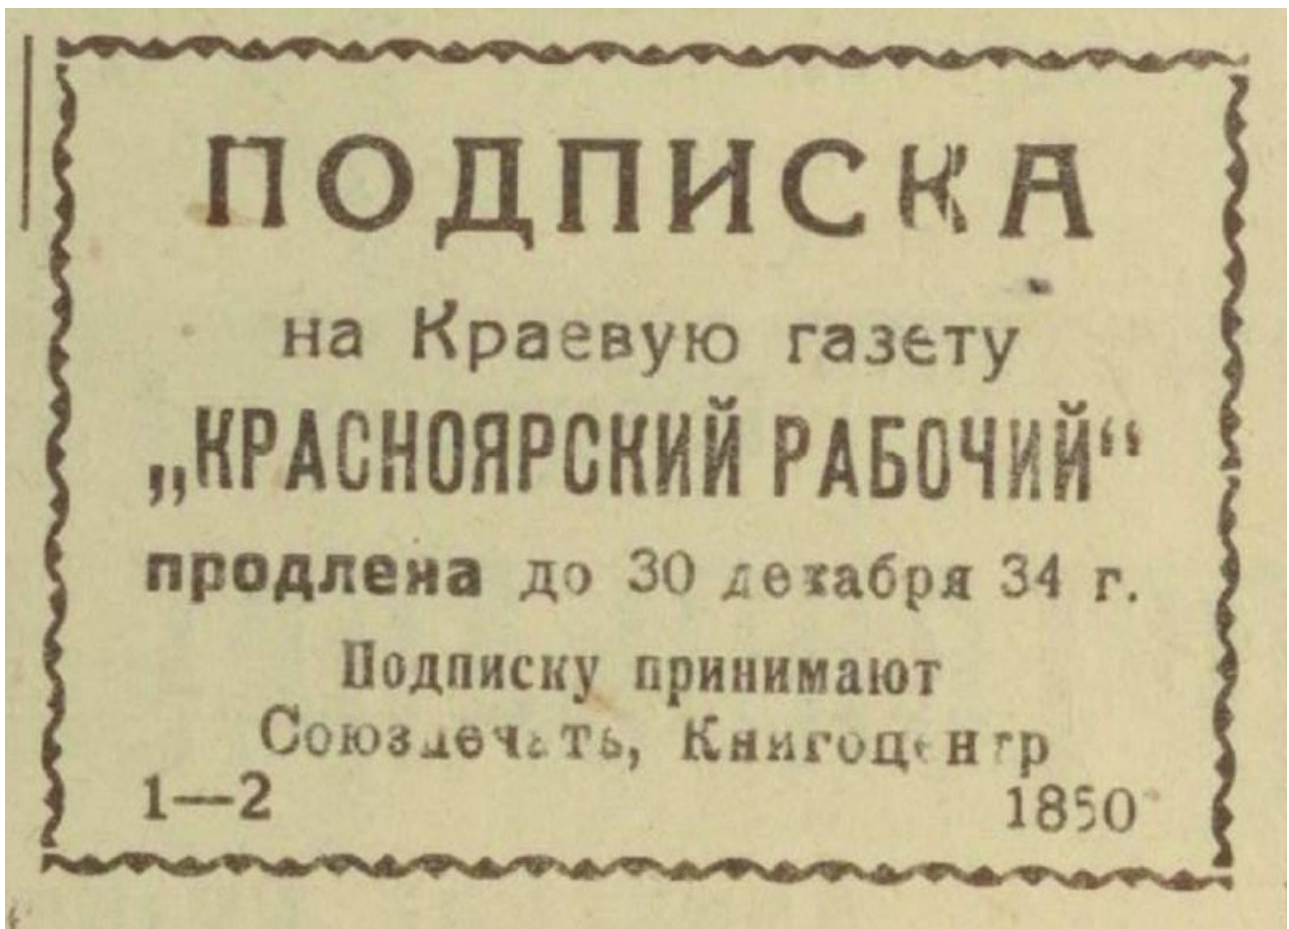 ПОДПИСКА
на Краевую газету
„КРАСНОЯРСКИЙ РАБОЧИЙ“
продлена до 30 декабря 34 г.
Подписку принимают
Союзпечать, Книгоцентр
1—2 1850